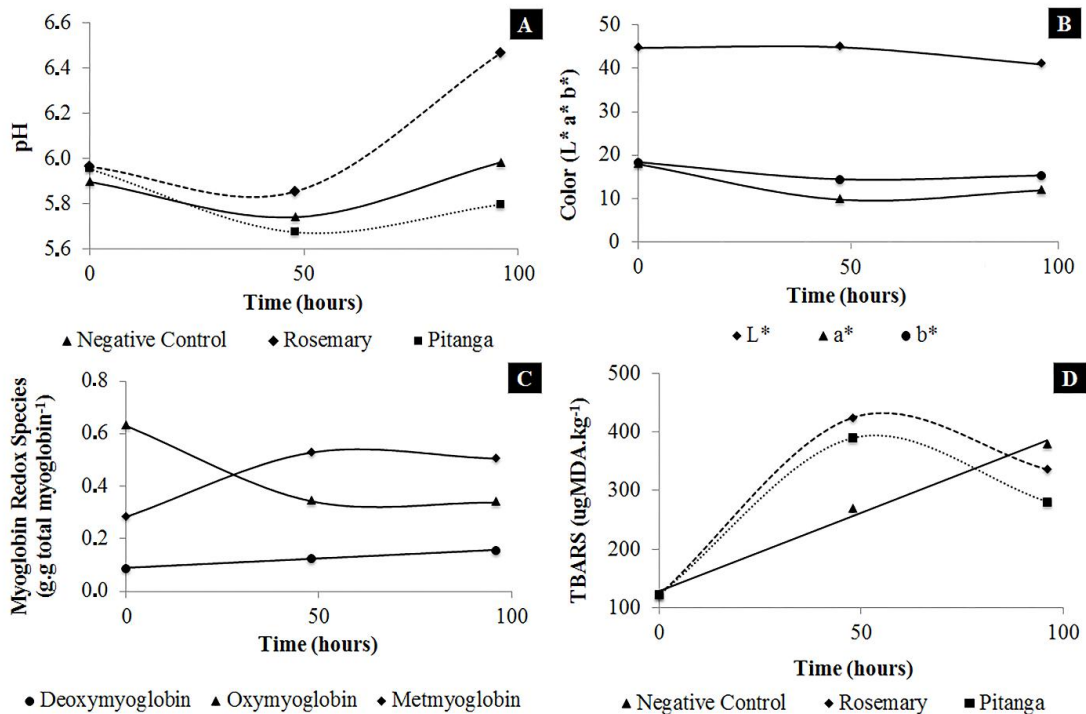 A
6.6
6.4
6.2
6.0
5.8
5.6
pH
0 50 100
Time (hours)
Negative Control Rosemary Pitanga
B
50
40
30
20
10
0
Color (L* a* b*)
0 50 100
Time (hours)
L* a* b*
C
0.8
0.6
0.4
0.2
0.0
Myoglobin Redox Species
(g.g total myoglobin⁻¹)
0 50 100
Time (hours)
Deoxymyoglobin Oxymyoglobin Metmyoglobin
D
500
400
300
200
100
TBARS (ugMDA.kg⁻¹)
0 50 100
Time (hours)
Negative Control Rosemary Pitanga